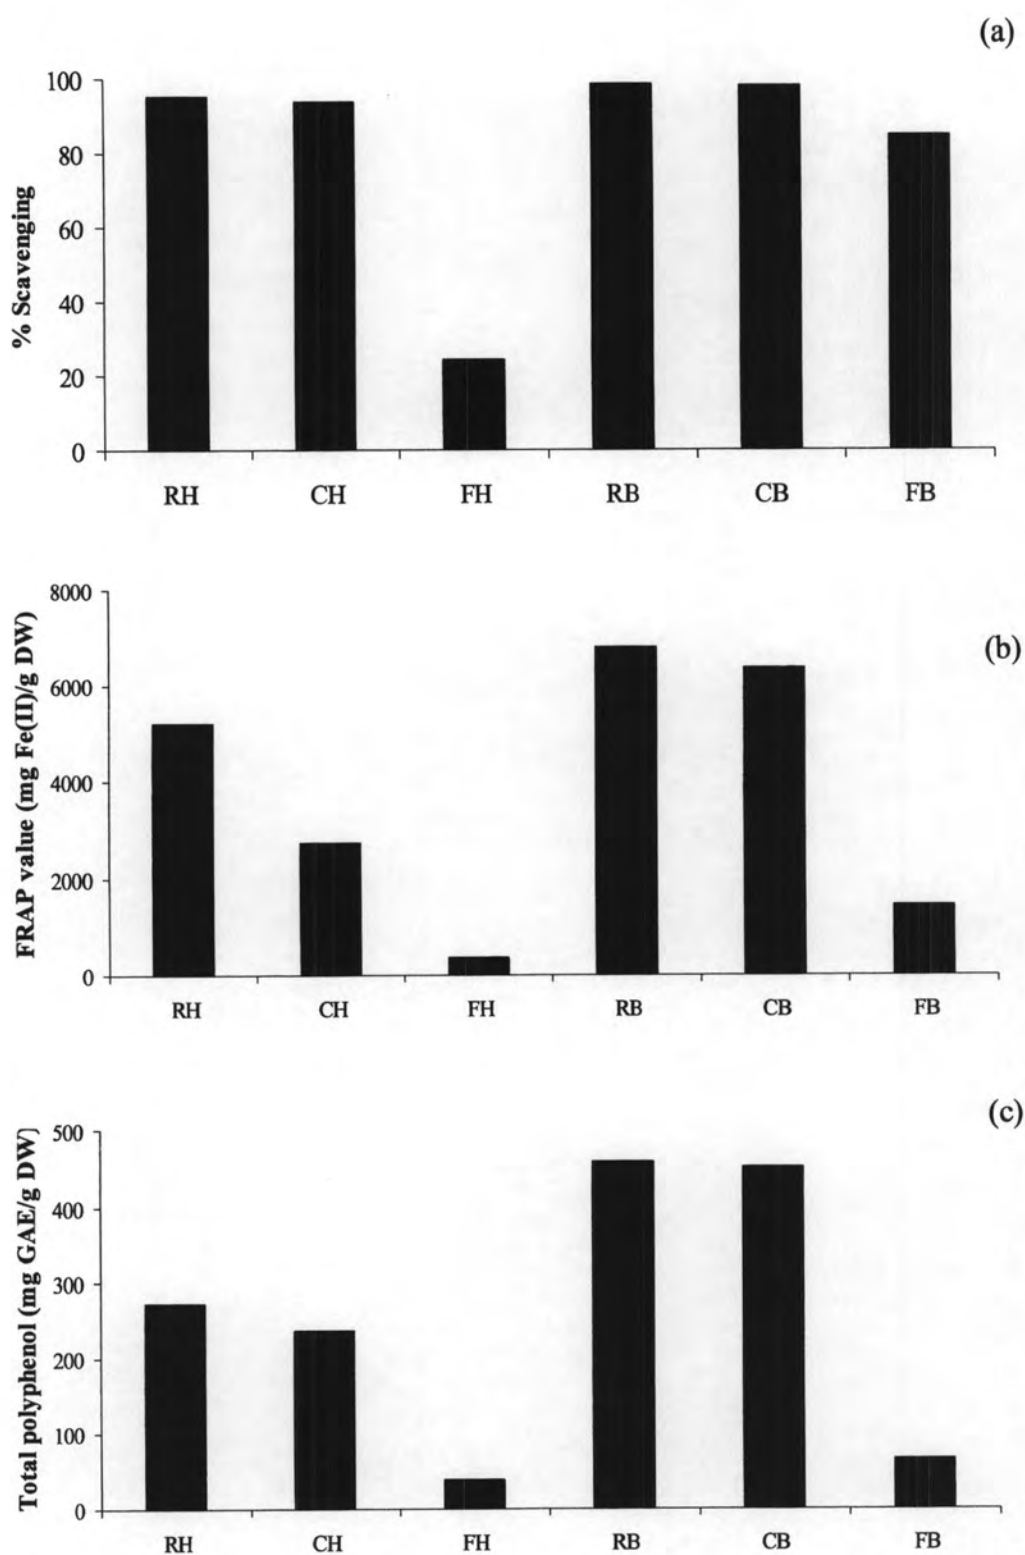 (a)
% Scavenging
100
80
60
40
20
0
RH CH FH RB CB FB
(b)
FRAP value (mg Fe(II)/g DW)
8000
6000
4000
2000
0
RH CH FH RB CB FB
(c)
Total polyphenol (mg GAE/g DW)
500
400
300
200
100
0
RH CH FH RB CB FB